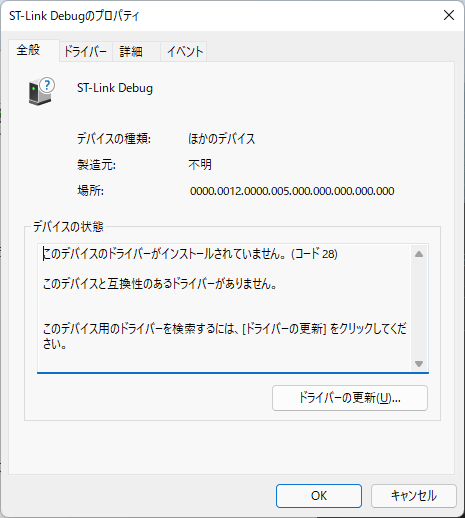 ST-Link Debugのプロパティ
全般 ドライバー 詳細 イベント
ST-Link Debug
デバイスの種類: ほかのデバイス
製造元: 不明
場所: 0000.0012.0000.005.000.000.000.000.000
デバイスの状態
このデバイスのドライバーがインストールされていません。 (コード 28)
このデバイスと互換性のあるドライバーがありません。
このデバイス用のドライバーを検索するには、[ドライバーの更新] をクリックしてくだ
さい。
ドライバーの更新(U)...
OK キャンセル